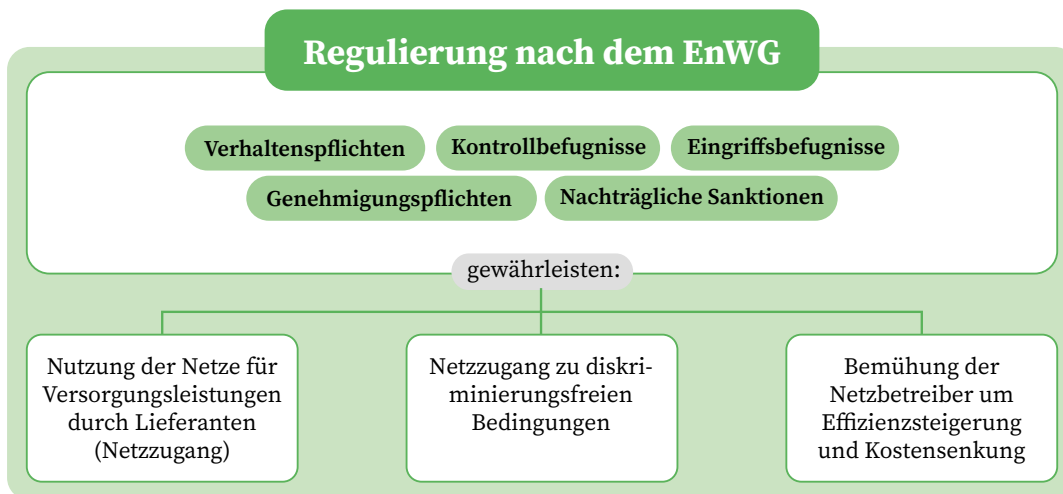 Regulierung nach dem EnWG
Verhaltenspflichten
Kontrollbefugnisse
Eingriffsbefugnisse
Genehmigungspflichten
Nachträgliche Sanktionen
gewährleisten:
Nutzung der Netze für
Versorgungsleistungen
durch Lieferanten
(Netzzugang)
Netzzugang zu diskri-
minierungsfreien
Bedingungen
Bemühung der
Netzbetreiber um
Effizienzsteigerung
und Kostensenkung